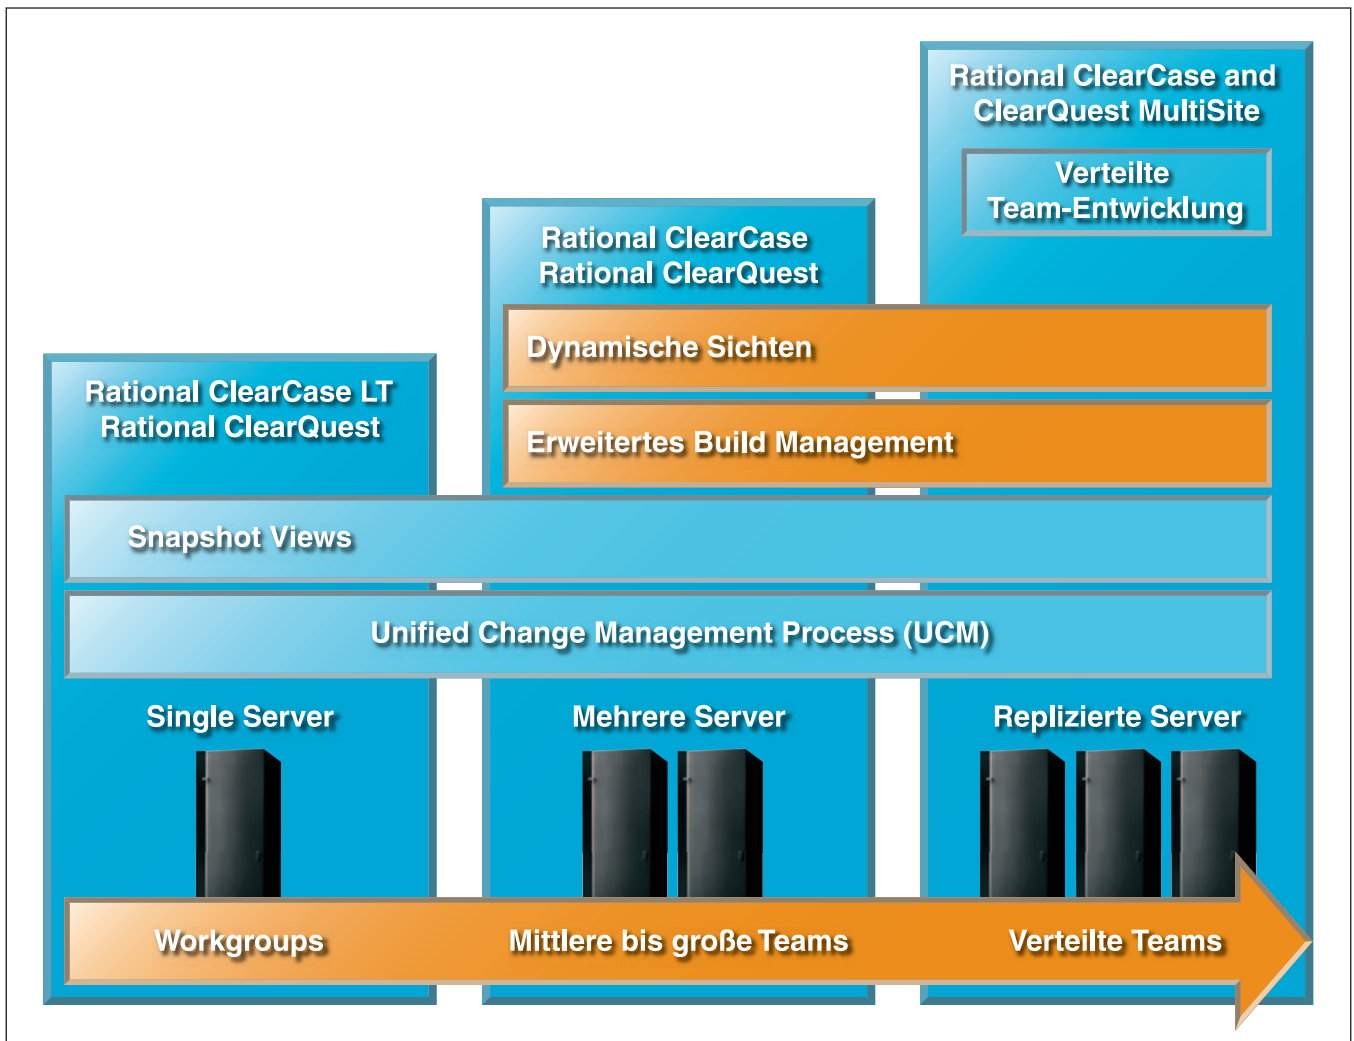 Rational ClearCase and
ClearQuest MultiSite
Verteilte
Team-Entwicklung
Rational ClearCase
Rational ClearQuest
Dynamische Sichten
Rational ClearCase LT
Rational ClearQuest
Erweitertes Build Management
Snapshot Views
Unified Change Management Process (UCM)
Single Server
Mehrere Server
Replizierte Server
Workgroups
Mittlere bis große Teams
Verteilte Teams